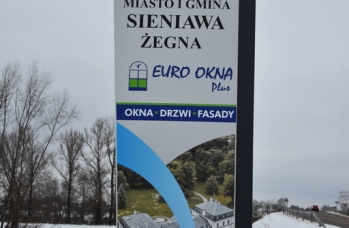 MIASTO I GMINA
SIENIAWA
ŻEGNA
EURO OKNA
Plus
OKNA • DRZWI • FASADY